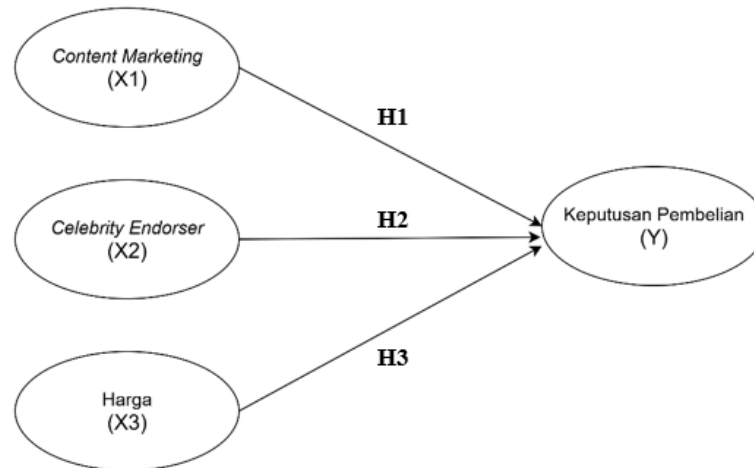 Content Marketing
(X1)
H1
Celebrity Endorser
(X2)
H2
Keputusan Pembelian
(Y)
H3
Harga
(X3)